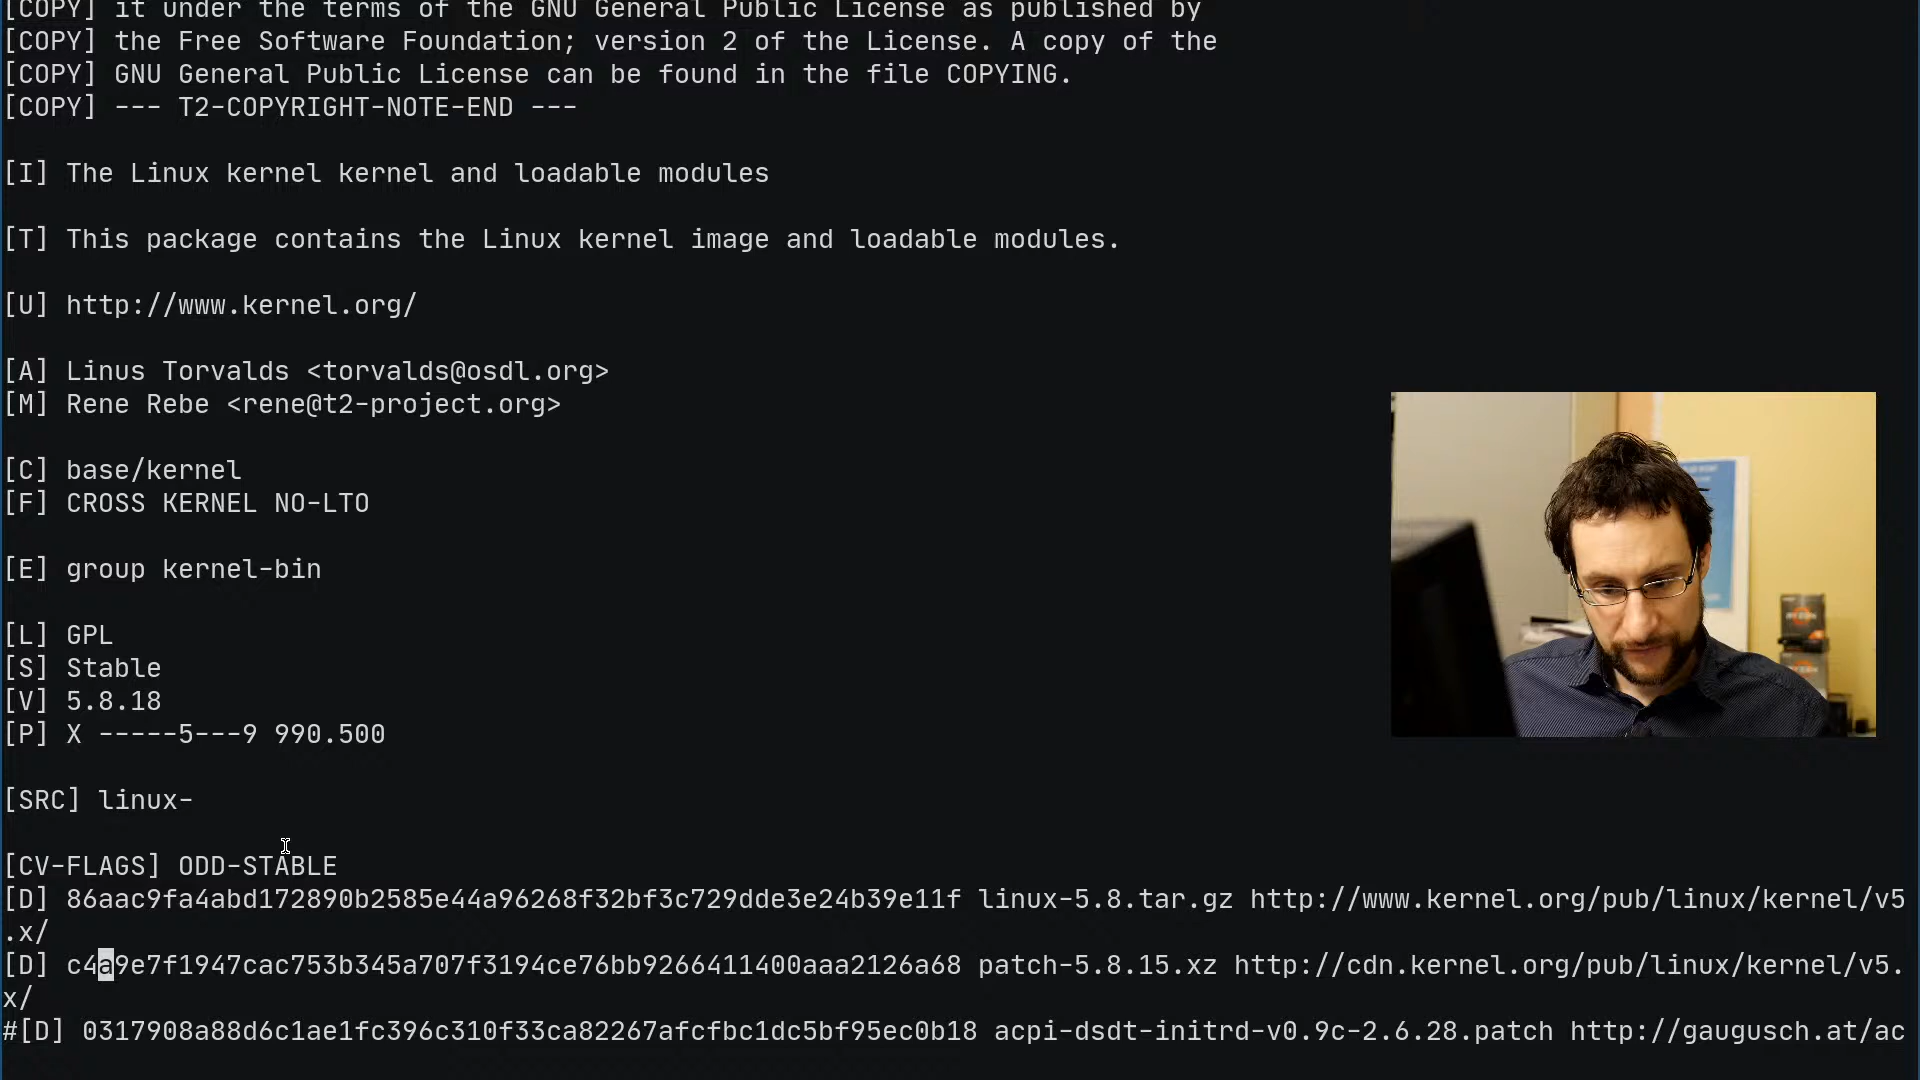 [COPY] it under the terms of the GNU General Public License as published by
[COPY] the Free Software Foundation; version 2 of the License. A copy of the
[COPY] GNU General Public License can be found in the file COPYING.
[COPY] --- T2-COPYRIGHT-NOTE-END ---
[I] The Linux kernel kernel and loadable modules
[T] This package contains the Linux kernel image and loadable modules.
[U] http://www.kernel.org/
[A] Linus Torvalds <torvalds@osdl.org>
[M] Rene Rebe <rene@t2-project.org>
[C] base/kernel
[F] CROSS KERNEL NO-LTO
[E] group kernel-bin
[L] GPL
[S] Stable
[V] 5.8.18
[P] X -----5---9 990.500
[SRC] linux-
[CV-FLAGS] ODD-STABLE
[D] 86aac9fa4abd172890b2585e44a96268f32bf3c729dde3e24b39e11f linux-5.8.tar.gz http://www.kernel.org/pub/linux/kernel/v5
.x/
[D] c4a9e7f1947cac753b345a707f3194ce76bb9266411400aaa2126a68 patch-5.8.15.xz http://cdn.kernel.org/pub/linux/kernel/v5.
x/
#[D] 0317908a88d6c1ae1fc396c310f33ca82267afcfbc1dc5bf95ec0b18 acpi-dsdt-initrd-v0.9c-2.6.28.patch http://gaugusch.at/ac